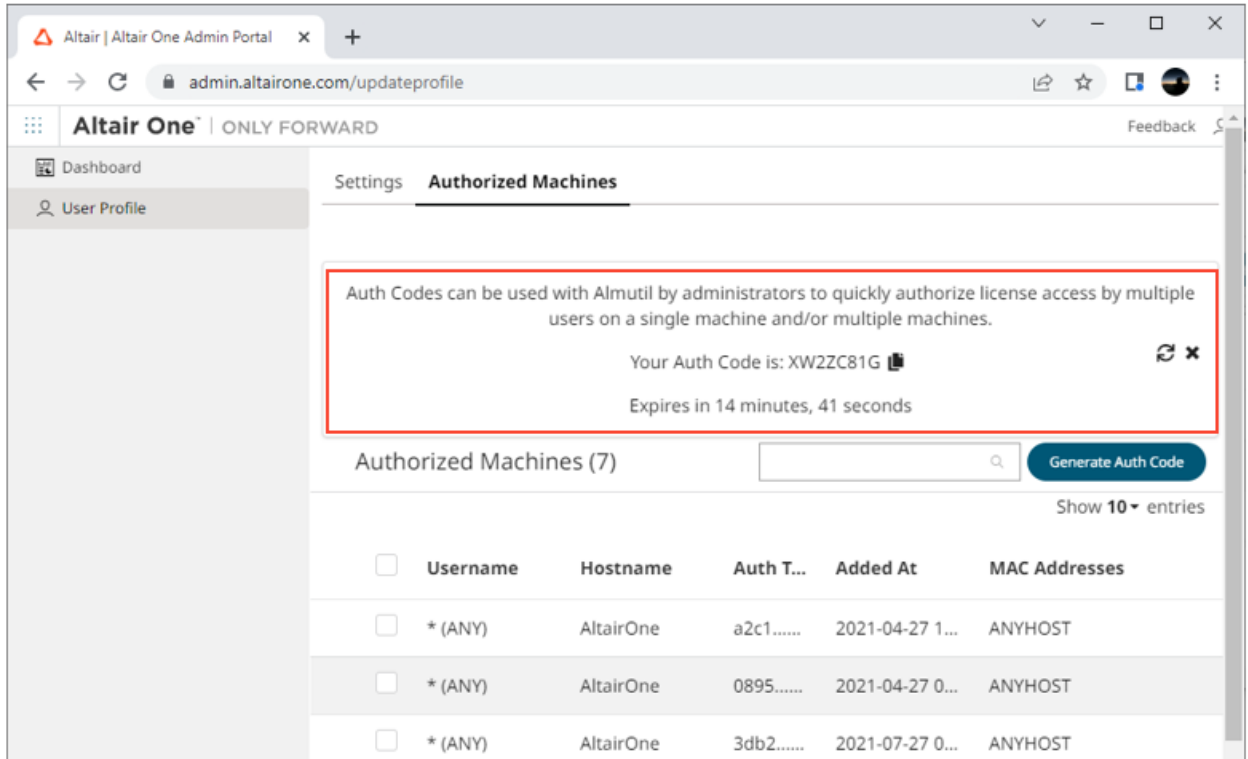 Altair | Altair One Admin Portal
admin.altairone.com/updateprofile
Altair One™ | ONLY FORWARD
Feedback
Dashboard
User Profile
Settings Authorized Machines
Auth Codes can be used with Almutil by administrators to quickly authorize license access by multiple
users on a single machine and/or multiple machines.
Your Auth Code is: XW2ZC81G
Expires in 14 minutes, 41 seconds
Authorized Machines (7)
Generate Auth Code
Show 10 entries
Username Hostname Auth T... Added At MAC Addresses
* (ANY) AltairOne a2c1...... 2021-04-27 1... ANYHOST
* (ANY) AltairOne 0895...... 2021-04-27 0... ANYHOST
* (ANY) AltairOne 3db2...... 2021-07-27 0... ANYHOST